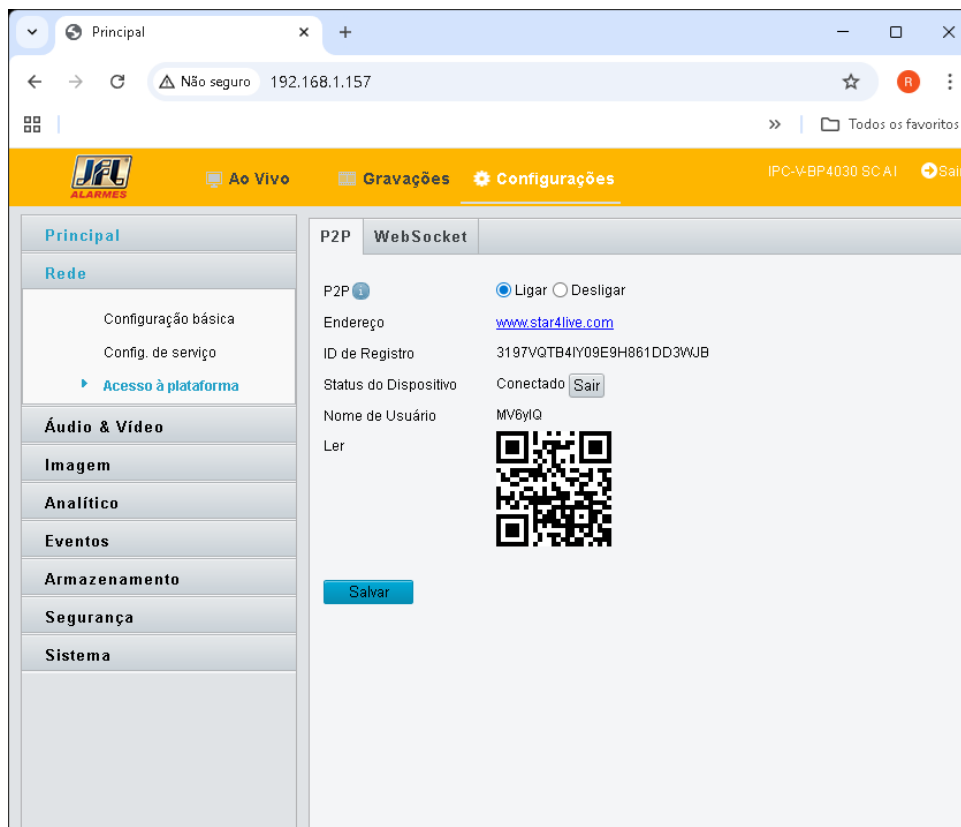 Principal
Não seguro 192.168.1.157
R
» Todos os favoritos
JFL
ALARMES
Ao Vivo Gravações Configurações IPC-V-BP4030 SC AI Sair
Principal
Rede
Configuração básica
Config. de serviço
Acesso à plataforma
Áudio & Vídeo
Imagem
Analítico
Eventos
Armazenamento
Segurança
Sistema
P2P WebSocket
P2P Ligar Desligar
Endereço www.star4live.com
ID de Registro 3197VQTB4IY09E9H861DD3WJB
Status do Dispositivo Conectado Sair
Nome de Usuário MV6yIQ
Ler
Salvar